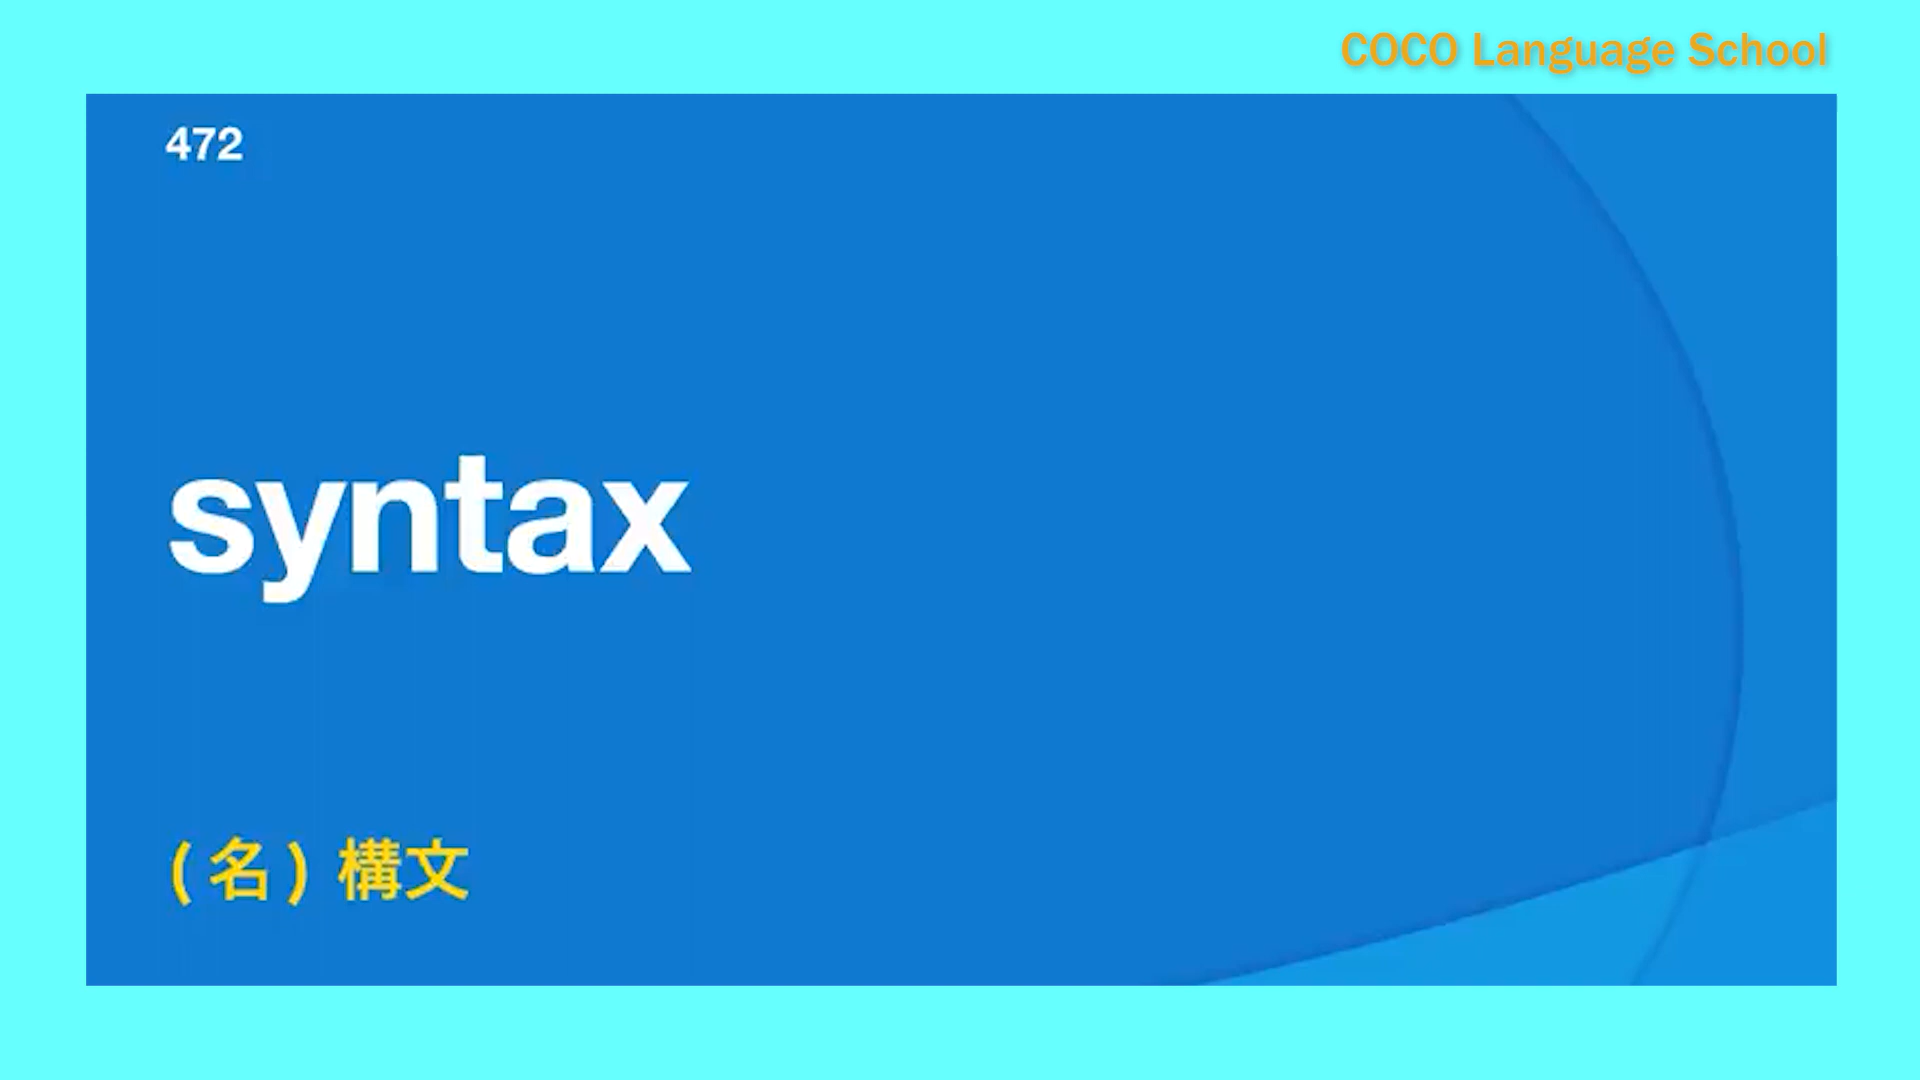 COCO Language School
472
syntax
(名) 構文